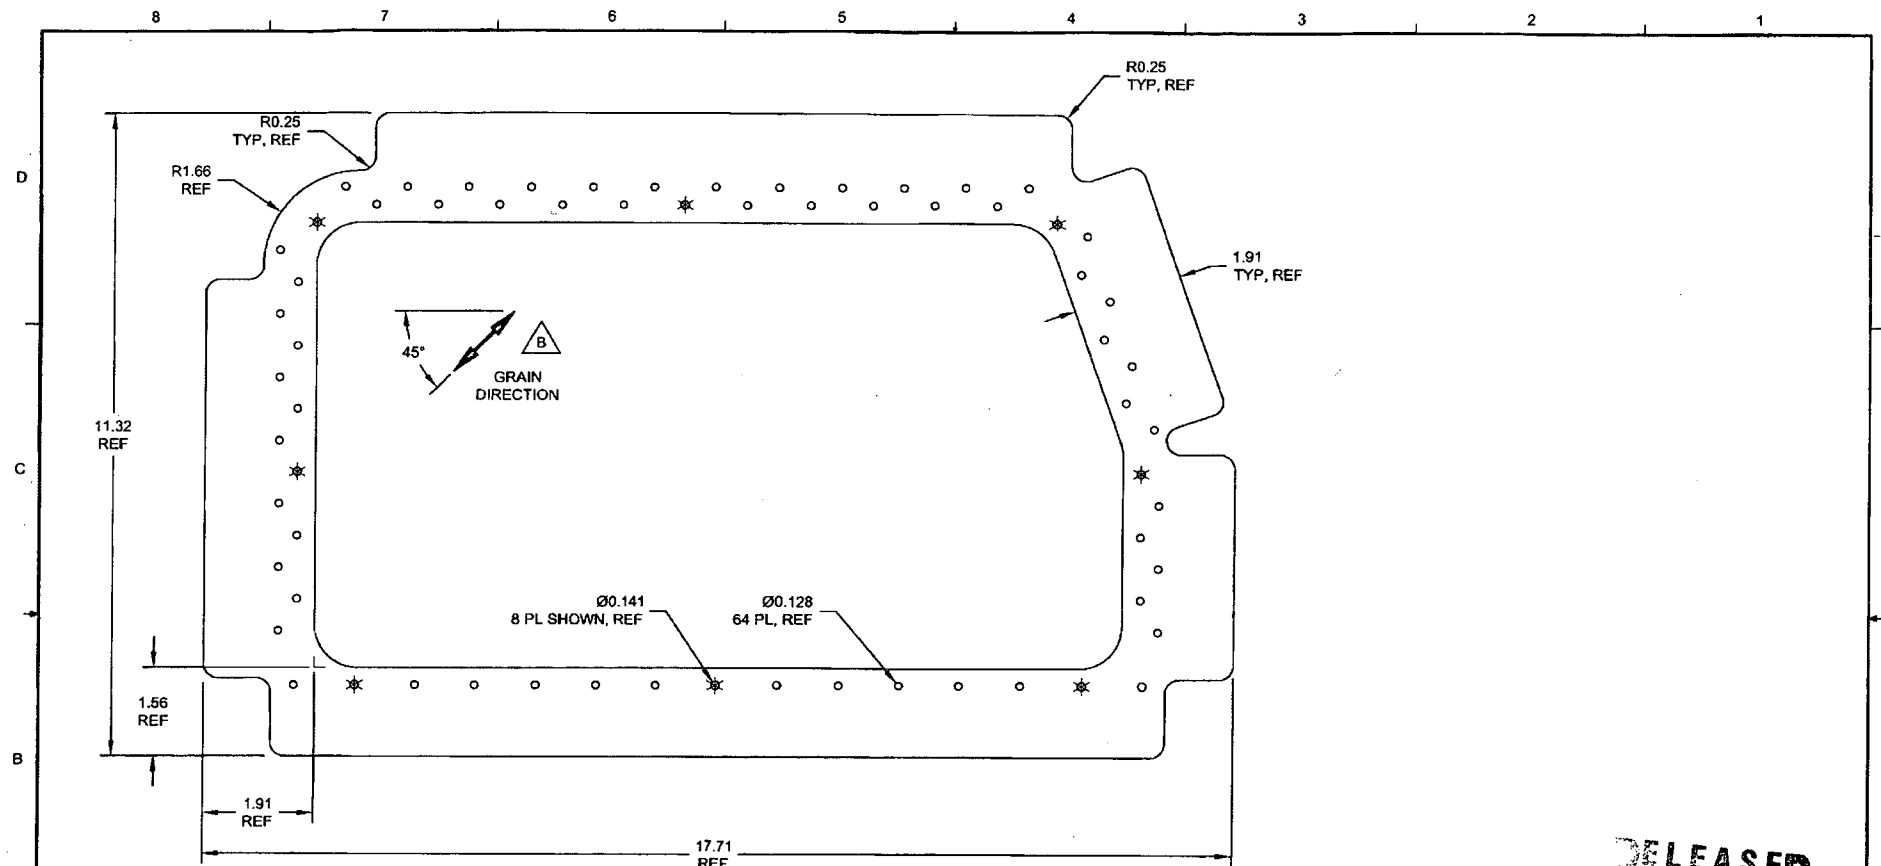 8 7 6 5 4 3 2 1
R0.25
TYP, REF
R0.25
TYP, REF
D
R1.66
REF
1.91
TYP, REF
45°
B
GRAIN
DIRECTION
11.32
REF
C
Ø0.141
8 PL SHOWN, REF
Ø0.128
64 PL, REF
1.56
REF
B
1.91
REF
17.71
REF
RELEASED